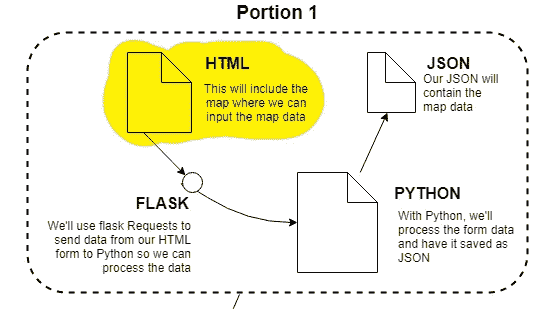 Portion 1
HTML
This will include the
map where we can
input the map data
JSON
Our JSON will
contain the
map data
FLASK
We'll use flask Requests to
send data from our HTML
form to Python so we can
process the data
PYTHON
With Python, we'll
process the form data
and have it saved as
JSON